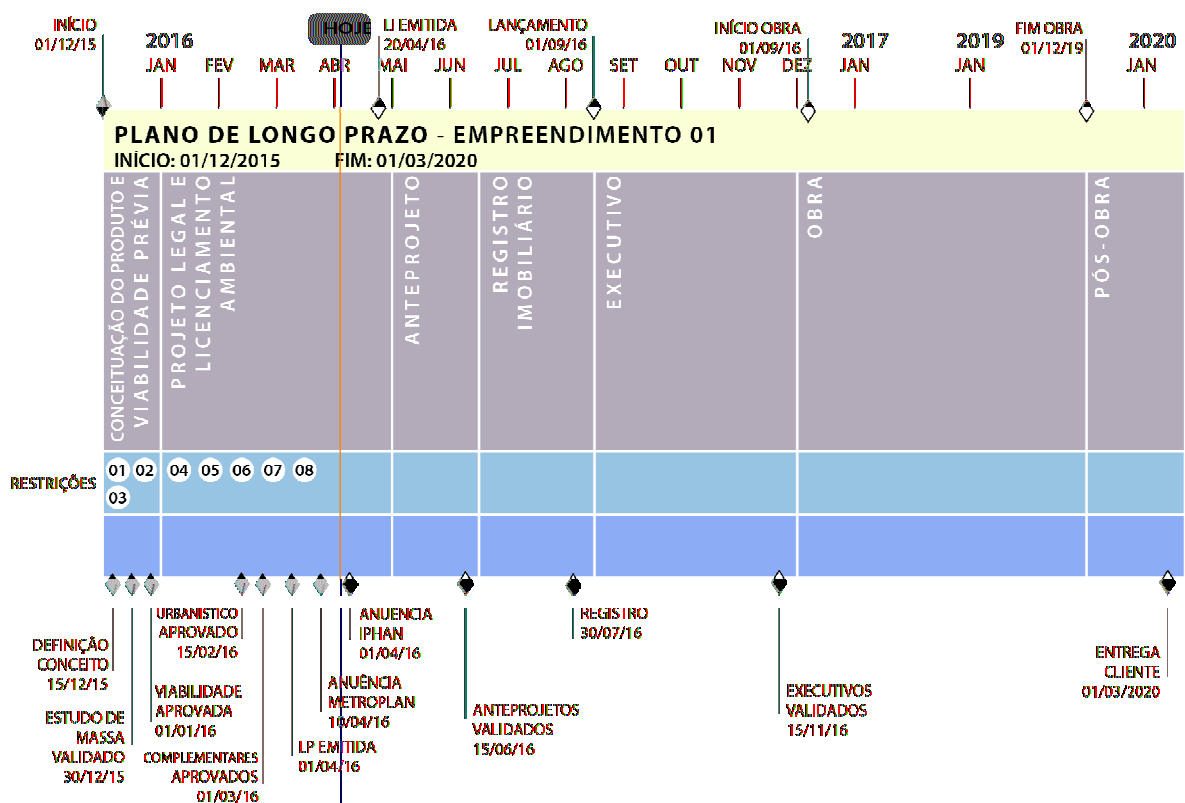 INÍCIO
01/12/15
2016
HOJE
LI EMITIDA
20/04/16
LANÇAMENTO
01/09/16
INÍCIO OBRA
01/09/16
2017
2019
FIM OBRA
01/12/19
2020
JAN FEV MAR ABR MAI JUN JUL AGO SET OUT NOV DEZ JAN JAN JAN
PLANO DE LONGO PRAZO - EMPREENDIMENTO 01
INÍCIO: 01/12/2015 FIM: 01/03/2020
CONCEITUAÇÃO DO PRODUTO E
VIABILIDADE PRÉVIA
PROJETO LEGAL E
LICENCIAMENTO
AMBIENTAL
ANTEPROJETO
REGISTRO
IMOBILIÁRIO
EXECUTIVO
OBRA
PÓS-OBRA
RESTRIÇÕES
01 02 04 05 06 07 08
03
DEFINIÇÃO
CONCEITO
15/12/15
ESTUDO DE
MASSA
VALIDADO
30/12/15
VIABILIDADE
APROVADA
01/01/16
URBANISTICO
APROVADO
15/02/16
COMPLEMENTARES
APROVADOS
01/03/16
LP EMITIDA
01/04/16
ANUÊNCIA
METROPLAN
10/04/16
ANUENCIA
IPHAN
01/04/16
ANTEPROJETOS
VALIDADOS
15/06/16
REGISTRO
30/07/16
EXECUTIVOS
VALIDADOS
15/11/16
ENTREGA
CLIENTE
01/03/2020